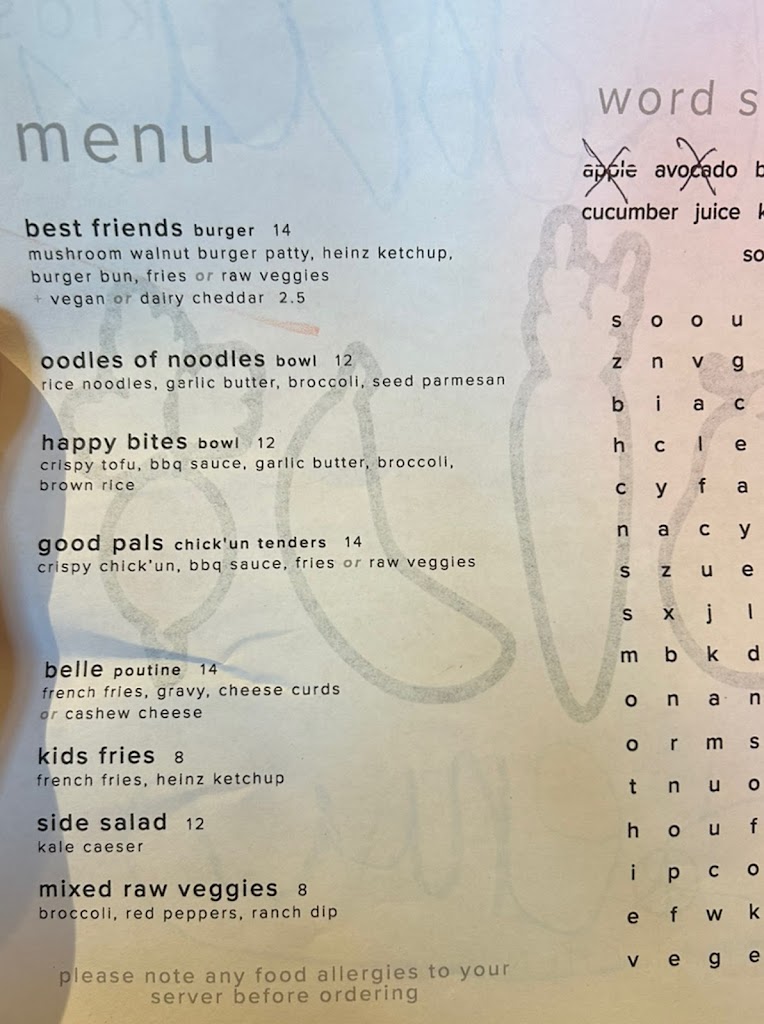 menu
best friends burger 14
mushroom walnut burger patty, heinz ketchup,
burger bun, fries or raw veggies
+ vegan or dairy cheddar 2.5
oodles of noodles bowl 12
rice noodles, garlic butter, broccoli, seed parmesan
happy bites bowl 12
crispy tofu, bbq sauce, garlic butter, broccoli,
brown rice
good pals chick'un tenders 14
crispy chick'un, bbq sauce, fries or raw veggies
belle poutine 14
french fries, gravy, cheese curds
or cashew cheese
kids fries 8
french fries, heinz ketchup
side salad 12
kale caeser
mixed raw veggies 8
broccoli, red peppers, ranch dip
please note any food allergies to your
server before ordering
word s
apple avocado b
cucumber juice k
so
s o o u
z n v g
b i a c
h c l e
c y f a
n a c y
s z u e
s x j l
m b k d
o n a n
o r m s
t n u o
h o u f
i p c o
e f w k
v e g e